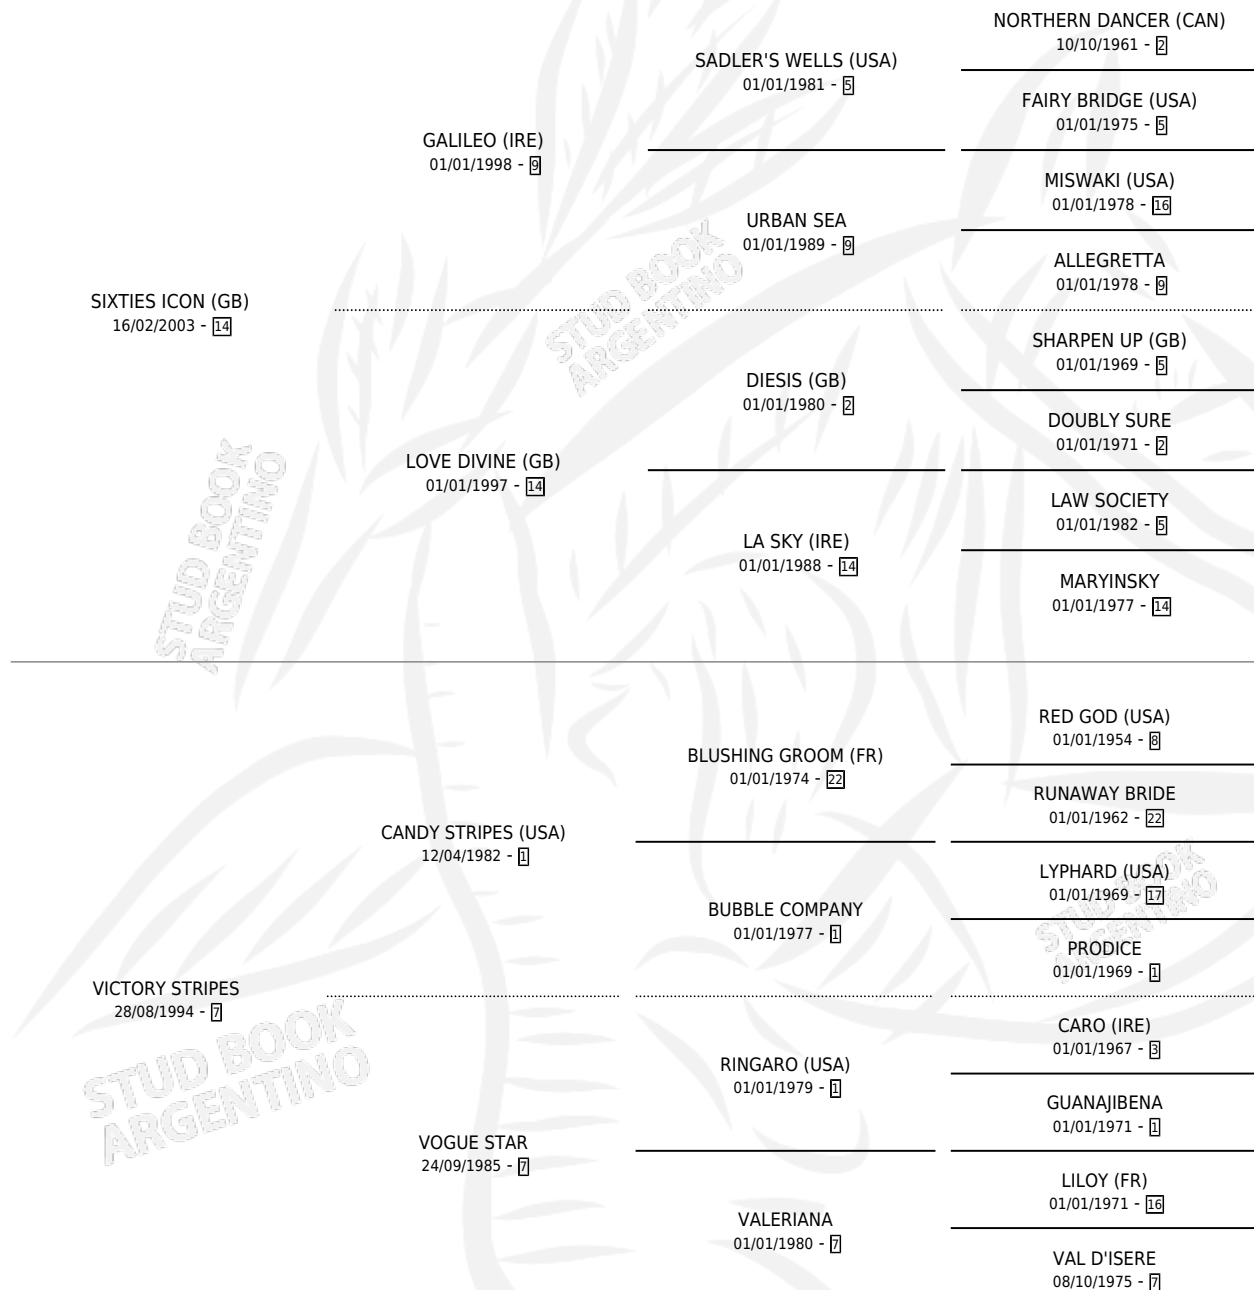 NORTHERN DANCER (CAN)
10/10/1961 - 2
SADLER'S WELLS (USA)
01/01/1981 - 5
FAIRY BRIDGE (USA)
01/01/1975 - 5
GALILEO (IRE)
01/01/1998 - 9
MISWAKI (USA)
01/01/1978 - 16
URBAN SEA
01/01/1989 - 9
ALLEGRETTA
01/01/1978 - 9
SIXTIES ICON (GB)
16/02/2003 - 14
SHARPEN UP (GB)
01/01/1969 - 5
DIESIS (GB)
01/01/1980 - 2
DOUBLY SURE
01/01/1971 - 2
LOVE DIVINE (GB)
01/01/1997 - 14
LAW SOCIETY
01/01/1982 - 5
LA SKY (IRE)
01/01/1988 - 14
MARYINSKY
01/01/1977 - 14
RED GOD (USA)
01/01/1954 - 8
BLUSHING GROOM (FR)
01/01/1974 - 22
RUNAWAY BRIDE
01/01/1962 - 22
CANDY STRIPES (USA)
12/04/1982 - 1
LYPHARD (USA)
01/01/1969 - 17
BUBBLE COMPANY
01/01/1977 - 1
PRODICE
01/01/1969 - 1
VICTORY STRIPES
28/08/1994 - 7
CARO (IRE)
01/01/1967 - 3
RINGARO (USA)
01/01/1979 - 1
GUANAJIBENA
01/01/1971 - 1
VOGUE STAR
24/09/1985 - 7
LILOY (FR)
01/01/1971 - 16
VALERIANA
01/01/1980 - 7
VAL D'ISERE
08/10/1975 - 7
STUD BOOK
ARGENTINO
STUD BOOK
ARGENTINO
STUD BOOK
ARGENTINO
STUD BOOK
ARGENTINO